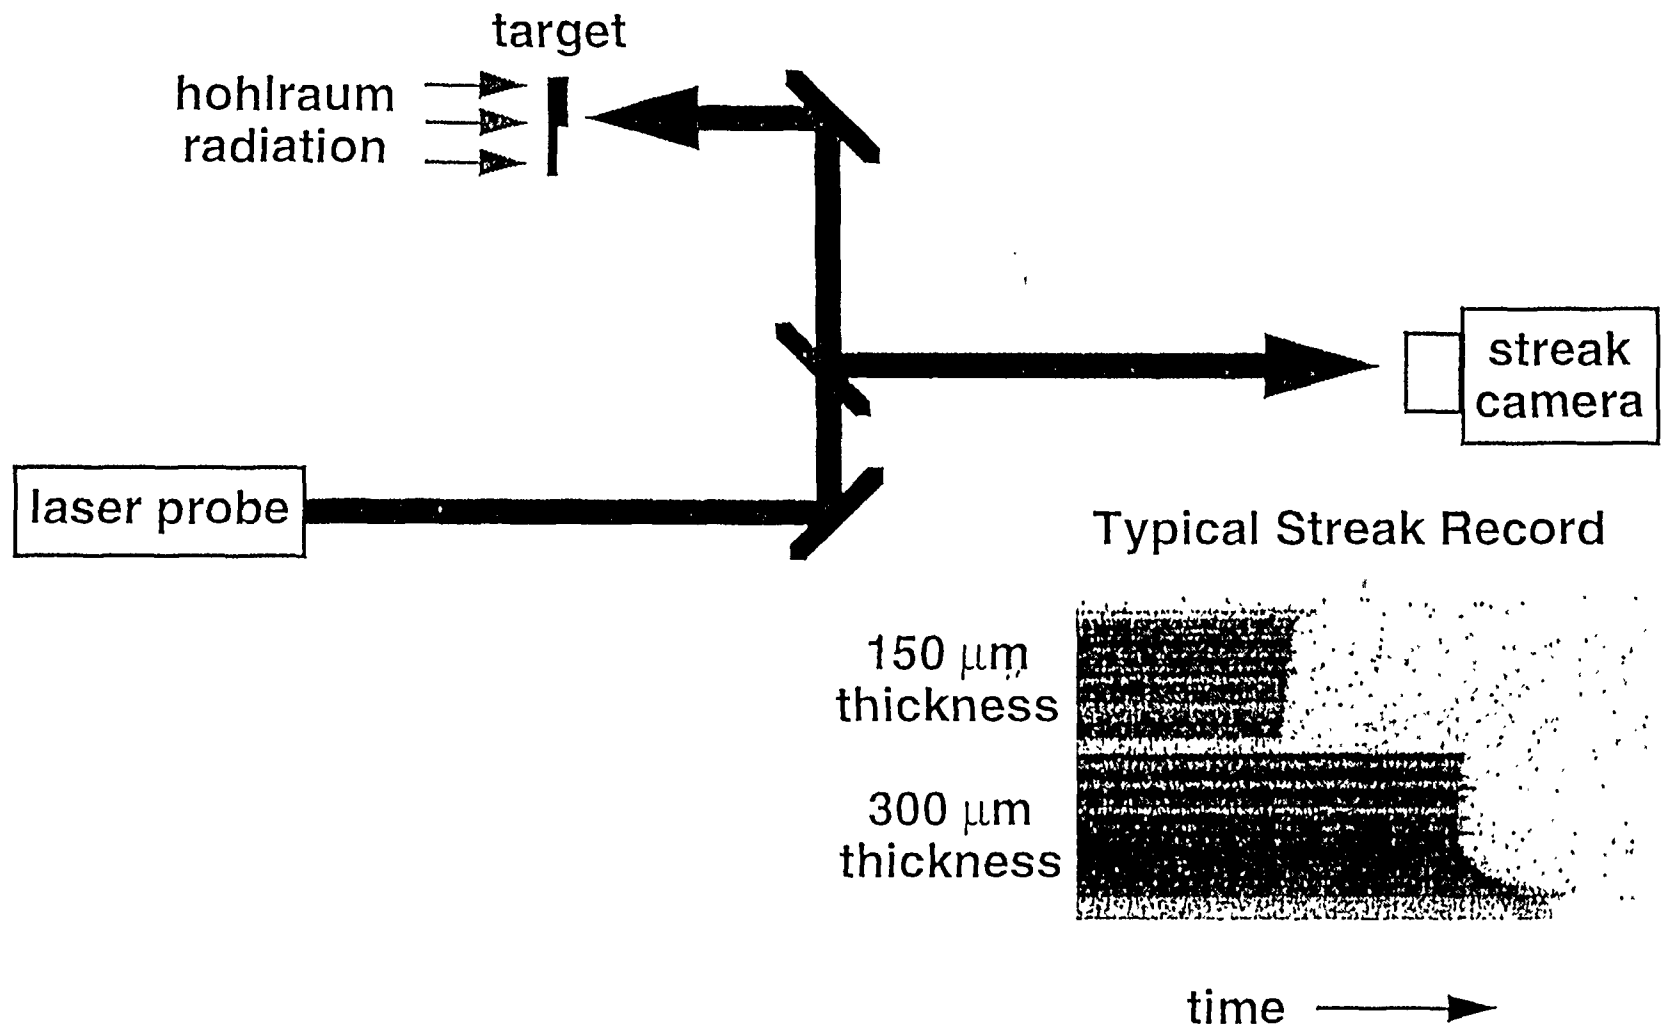 target
hohlraum
radiation
streak
camera
laser probe
Typical Streak Record
150 μm
thickness
300 μm
thickness
time